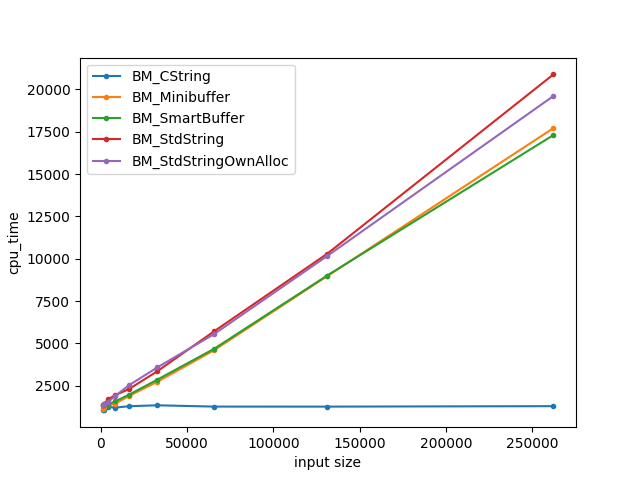 BM_CString
BM_Minibuffer
BM_SmartBuffer
BM_StdString
BM_StdStringOwnAlloc
cpu_time
20000
17500
15000
12500
10000
7500
5000
2500
0
50000
100000
150000
200000
250000
input size